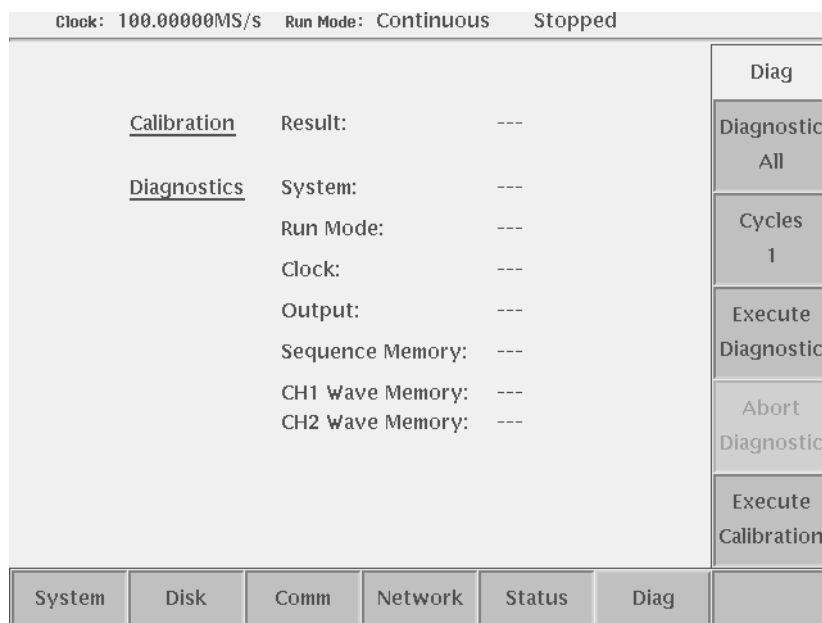 Clock: 100.00000MS/s Run Mode: Continuous Stopped
Calibration Result: ---
Diagnostics System: ---
Run Mode: ---
Clock: ---
Output: ---
Sequence Memory: ---
CH1 Wave Memory: ---
CH2 Wave Memory: ---
Diag
Diagnostic
All
Cycles
1
Execute
Diagnostic
Abort
Diagnostic
Execute
Calibration
System Disk Comm Network Status Diag